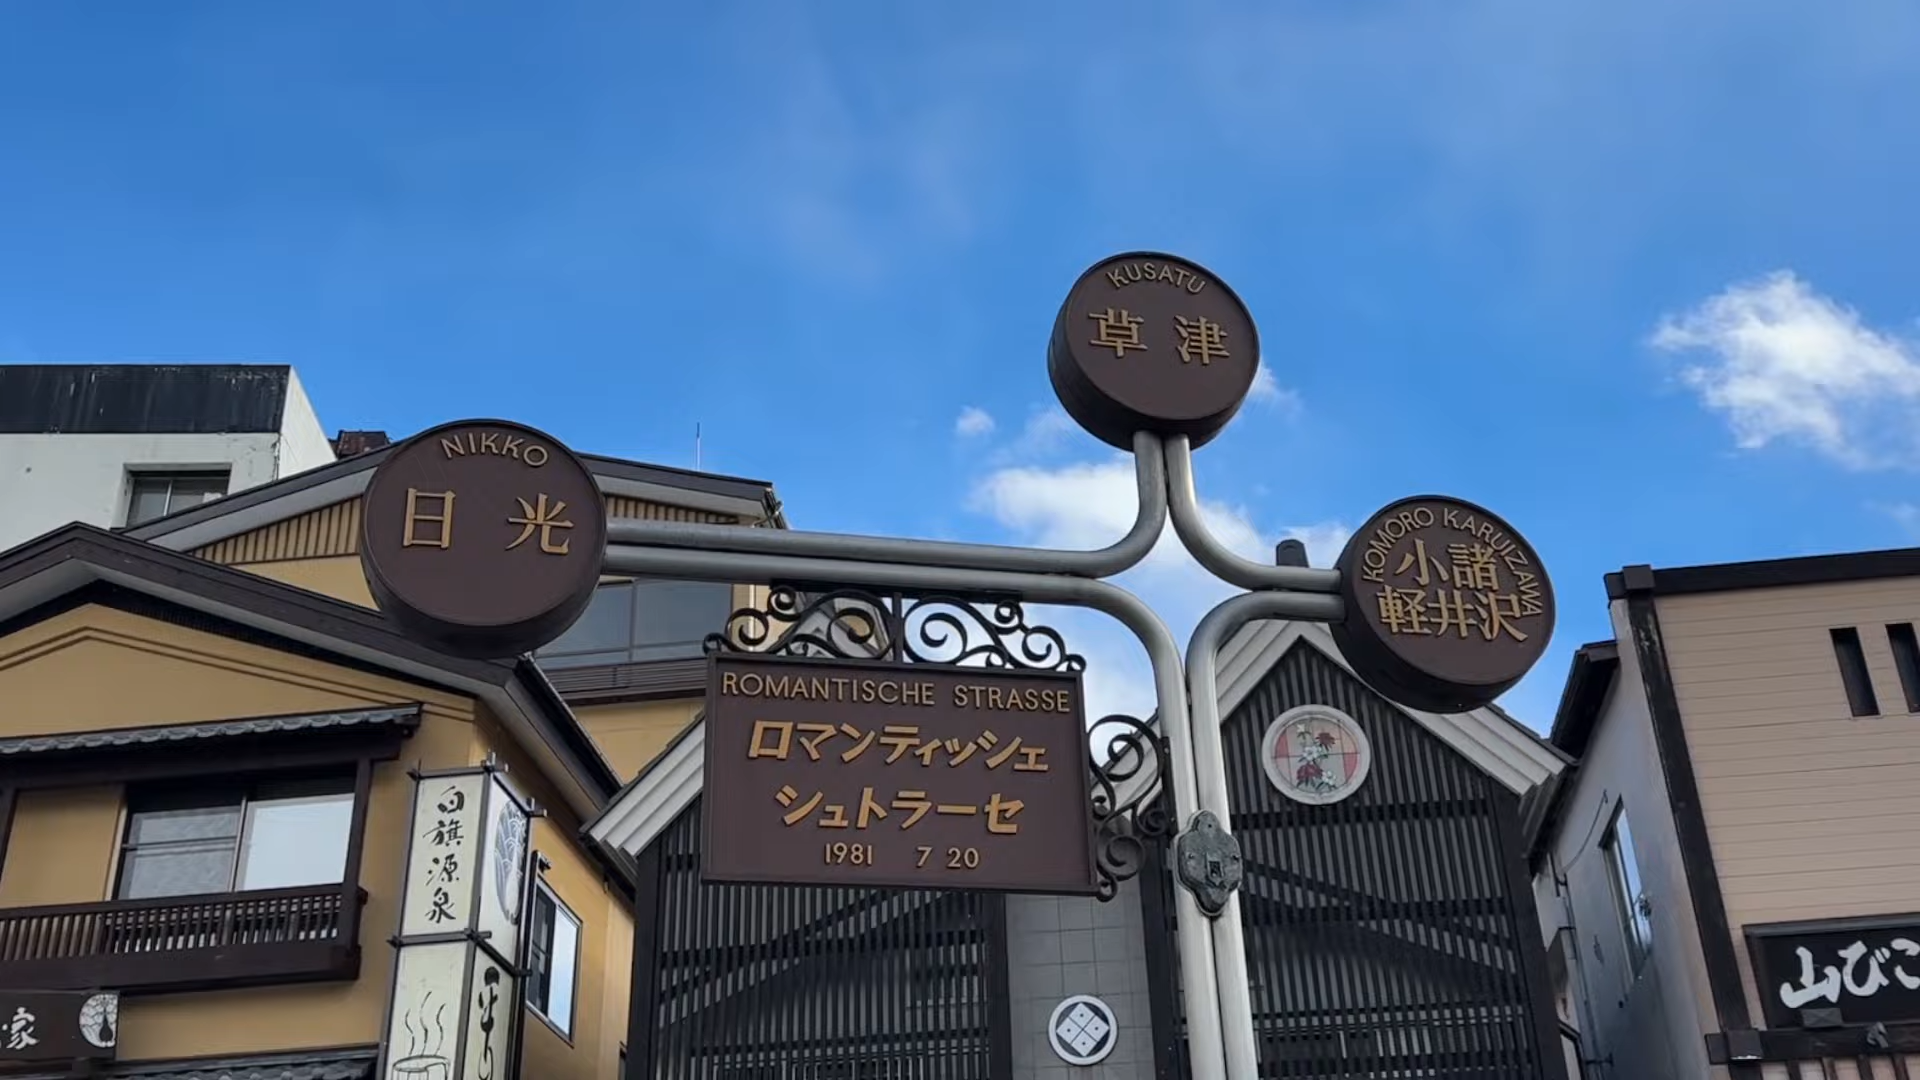 KUSATU
草津
NIKKO
日光
KOMORO KARUIZAWA
小諸
軽井沢
ROMANTISCHE STRASSE
ロマンティッシェ
シュトラーセ
1981 7 20
白旗源泉
山びこ
家